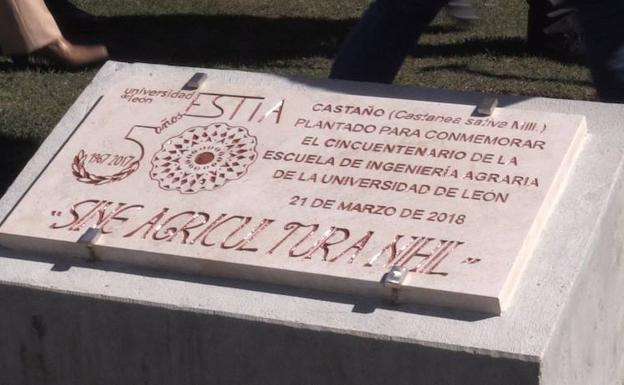 universidad
de león
ESTIA
50 años
1967 2017
CASTAÑO (Castanea sative Mill.)
PLANTADO PARA CONMEMORAR
EL CINCUENTENARIO DE LA
ESCUELA DE INGENIERÍA AGRARIA
DE LA UNIVERSIDAD DE LEÓN
21 DE MARZO DE 2018
"SINE AGRICULTURA NIHIL"